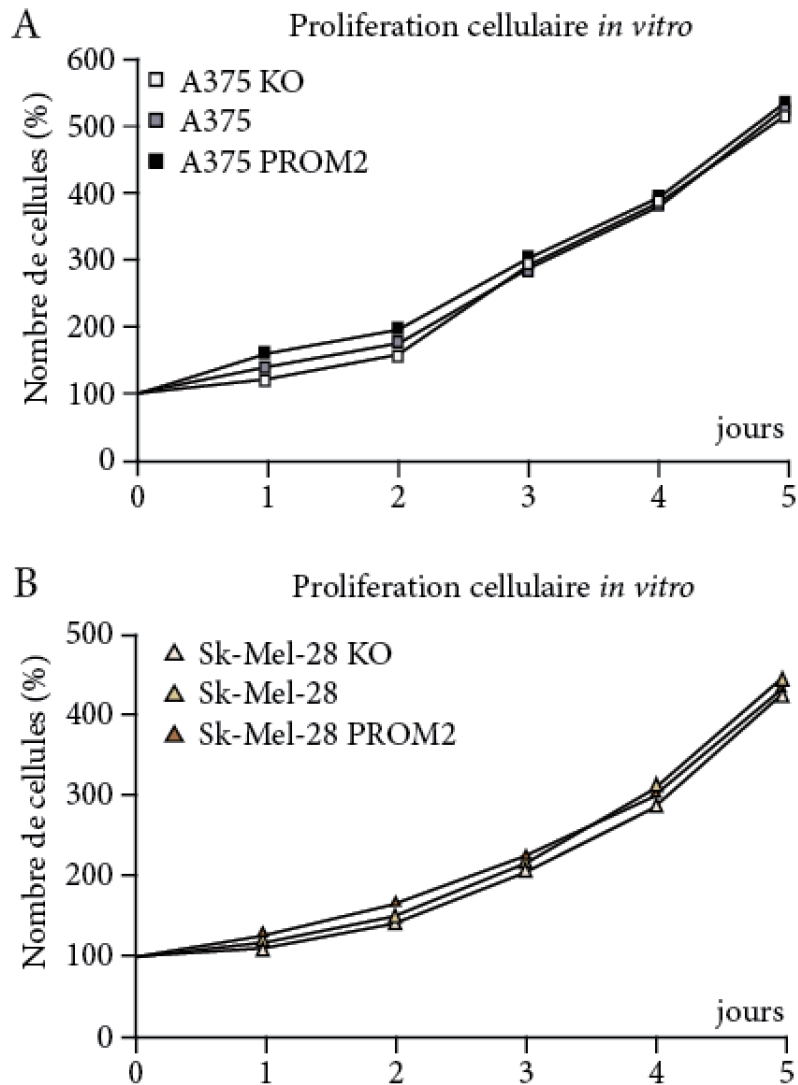 A
Proliferation cellulaire in vitro
Nombre de cellules (%)
600
500
400
300
200
100
0
A375 KO
A375
A375 PROM2
jours
0 1 2 3 4 5
B
Proliferation cellulaire in vitro
Nombre de cellules (%)
500
400
300
200
100
0
Sk-Mel-28 KO
Sk-Mel-28
Sk-Mel-28 PROM2
jours
0 1 2 3 4 5